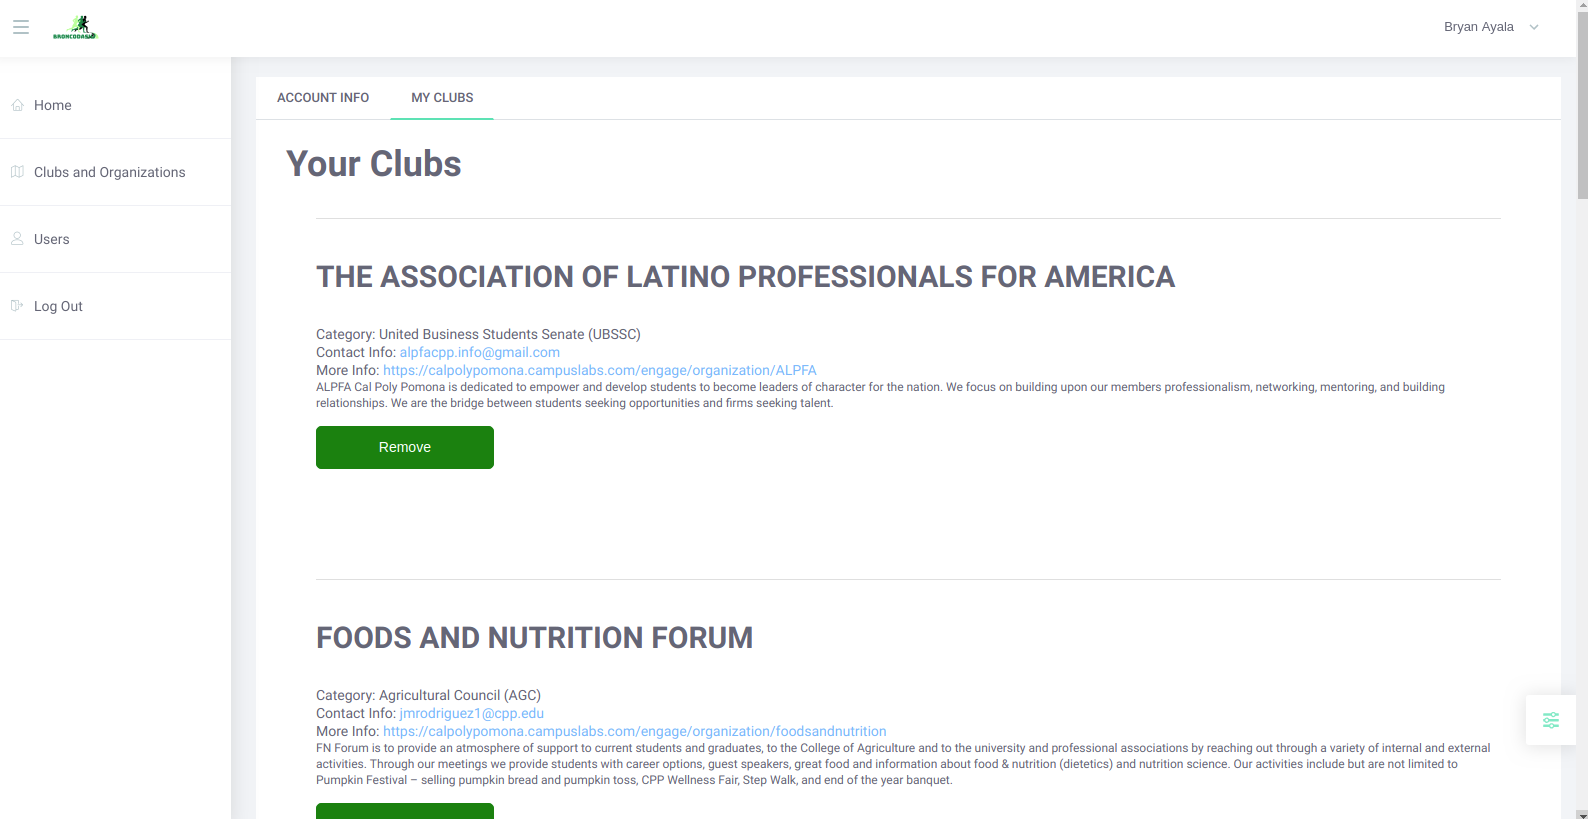 BRONCODASH
Bryan Ayala
Home
Clubs and Organizations
Users
Log Out
ACCOUNT INFO
MY CLUBS
Your Clubs
THE ASSOCIATION OF LATINO PROFESSIONALS FOR AMERICA
Category: United Business Students Senate (UBSSC)
Contact Info: alpfacpp.info@gmail.com
More Info: https://calpolypomona.campuslabs.com/engage/organization/ALPFA
ALPFA Cal Poly Pomona is dedicated to empower and develop students to become leaders of character for the nation. We focus on building upon our members professionalism, networking, mentoring, and building
relationships. We are the bridge between students seeking opportunities and firms seeking talent.
Remove
FOODS AND NUTRITION FORUM
Category: Agricultural Council (AGC)
Contact Info: jmrodriguez1@cpp.edu
More Info: https://calpolypomona.campuslabs.com/engage/organization/foodsandnutrition
FN Forum is to provide an atmosphere of support to current students and graduates, to the College of Agriculture and to the university and professional associations by reaching out through a variety of internal and external
activities. Through our meetings we provide students with career options, guest speakers, great food and information about food & nutrition (dietetics) and nutrition science. Our activities include but are not limited to
Pumpkin Festival – selling pumpkin bread and pumpkin toss, CPP Wellness Fair, Step Walk, and end of the year banquet.